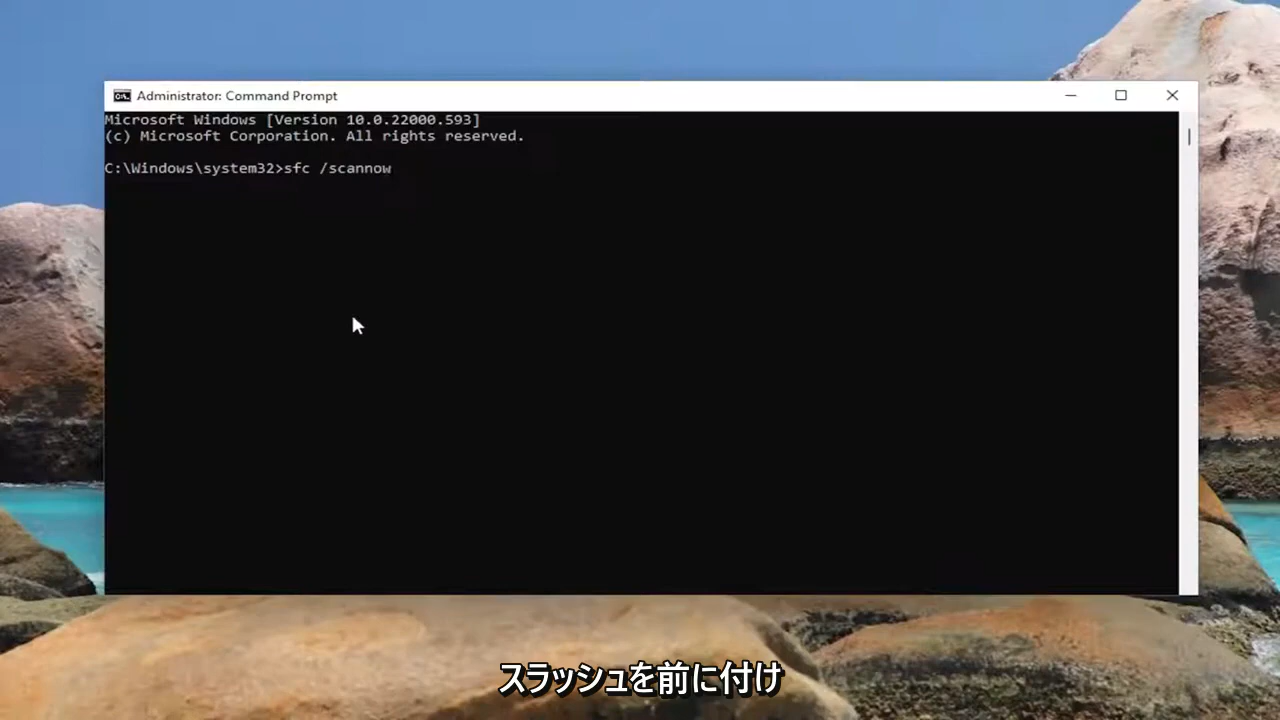 Administrator: Command Prompt
Microsoft Windows [Version 10.0.22000.593]
(c) Microsoft Corporation. All rights reserved.
C:\Windows\system32>sfc /scannow
スラッシュを前に付け